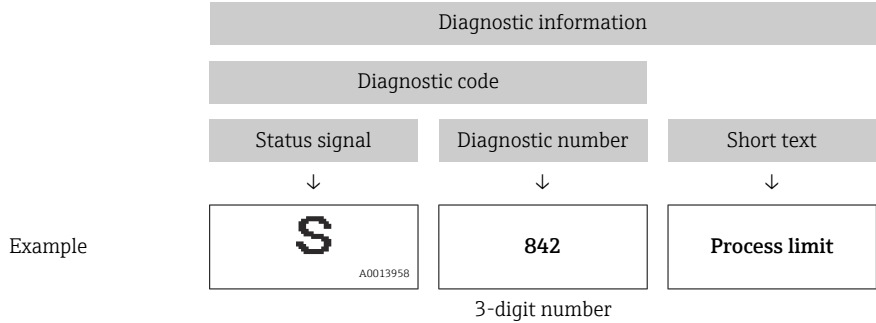 Diagnostic information
Diagnostic code
Status signal Diagnostic number Short text
↓ ↓ ↓
Example S 842 Process limit
A0013958
3-digit number